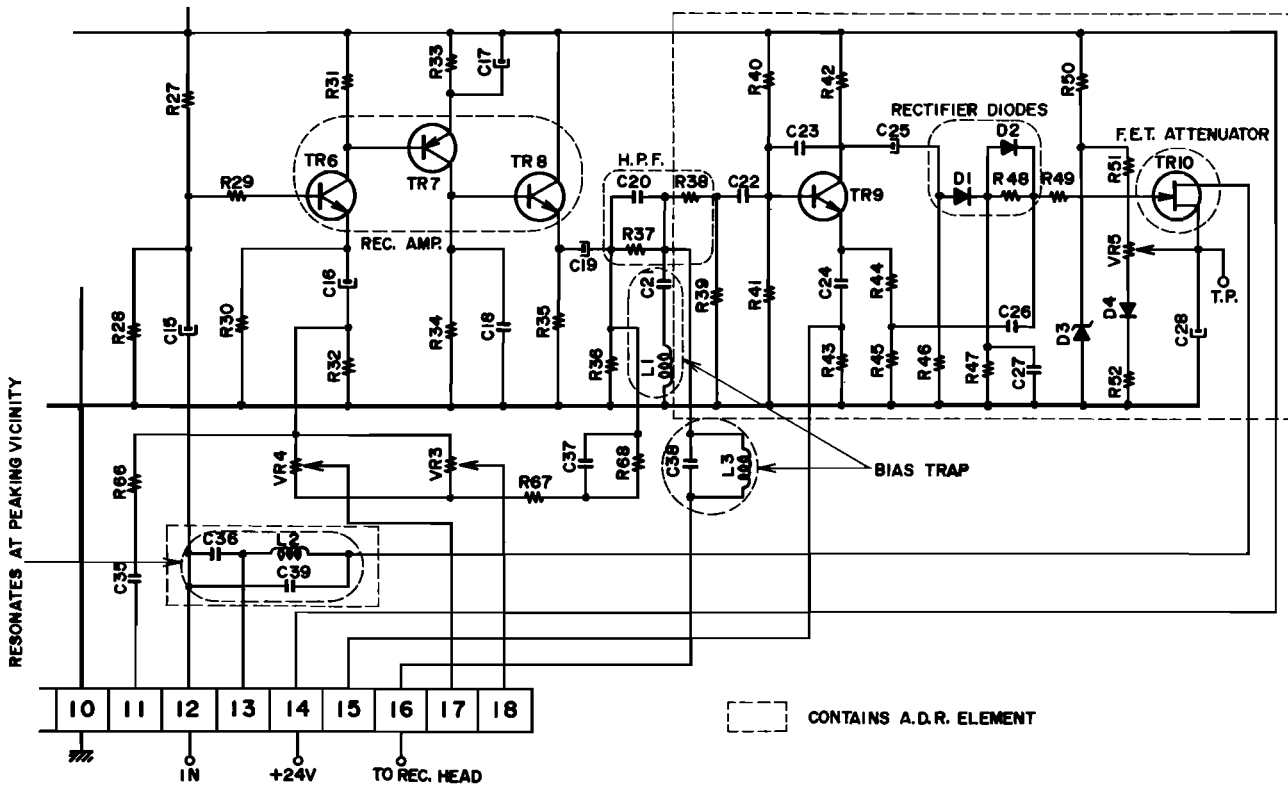 R27
R31
R33
C17
R40
R42
R50
RECTIFIER DIODES
F.E.T. ATTENUATOR
C23
C25
D2
TR6
TR7
TR8
H.P.F.
C20
R38
C22
TR9
D1
R48
R49
R51
TR10
R29
REC. AMP.
R37
C19
C21
R39
R41
C24
R44
C26
VR5
T.P.
R28
C15
R30
C16
R32
R34
C18
R35
R36
L1
R43
R45
R46
R47
C27
D3
D4
R52
C28
R66
VR4
VR3
R67
C37
R68
C38
L3
BIAS TRAP
RESONATES AT PEAKING VICINITY
C35
C36
L2
C39
10 11 12 13 14 15 16 17 18
IN
+24V
TO REC. HEAD
CONTAINS A.D.R. ELEMENT